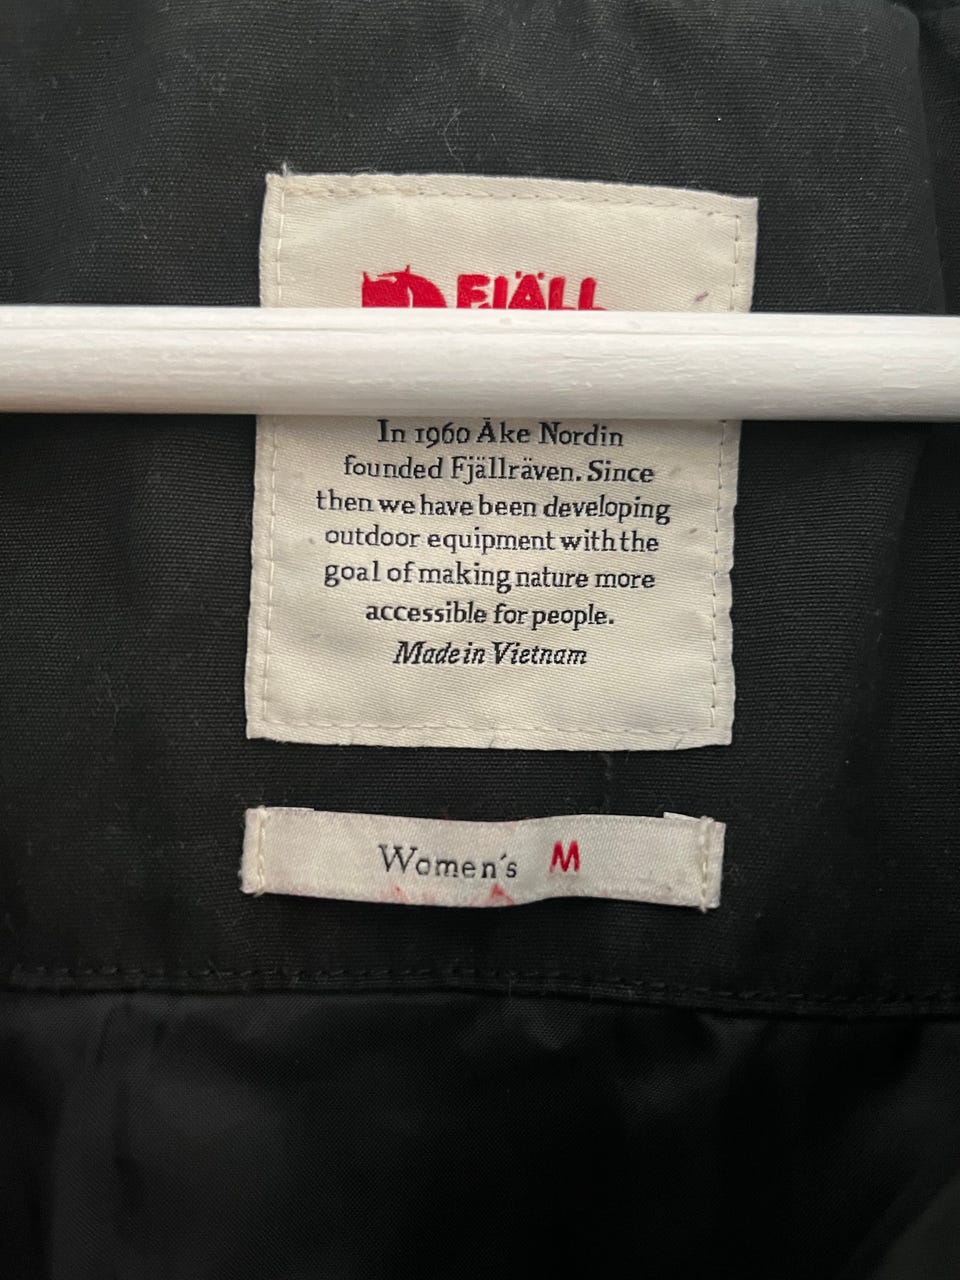 FJÄLL
In 1960 Åke Nordin
founded Fjällräven. Since
then we have been developing
outdoor equipment with the
goal of making nature more
accessible for people.
Made in Vietnam
Women's M